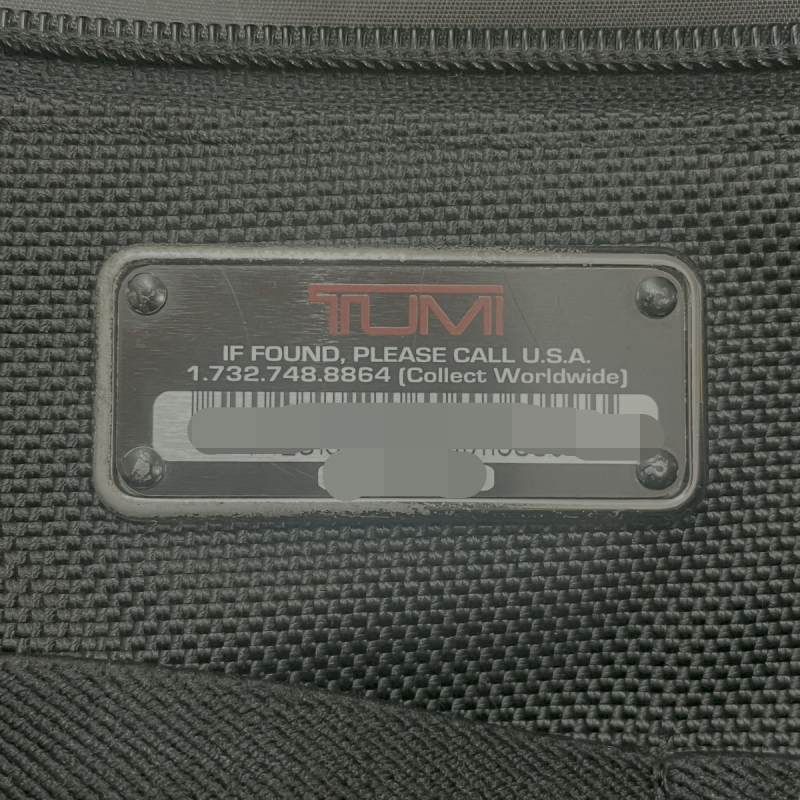 TUMI
IF FOUND, PLEASE CALL U.S.A.
1.732.748.8864 (Collect Worldwide)